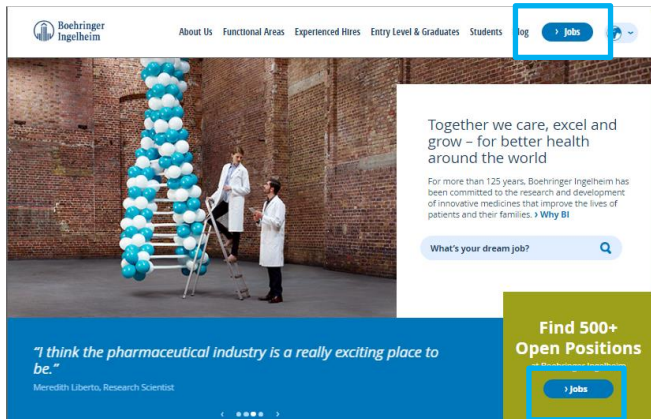 Boehringer
Ingelheim
About Us Functional Areas Experienced Hires Entry Level & Graduates Students Blog › Jobs
Together we care, excel and
grow – for better health
around the world
For more than 125 years, Boehringer Ingelheim has
been committed to the research and development
of innovative medicines that improve the lives of
patients and their families. › Why BI
What's your dream job?
Find 500+
Open Positions
at Boehringer Ingelheim
› Jobs
"I think the pharmaceutical industry is a really exciting place to
be."
Meredith Liberto, Research Scientist